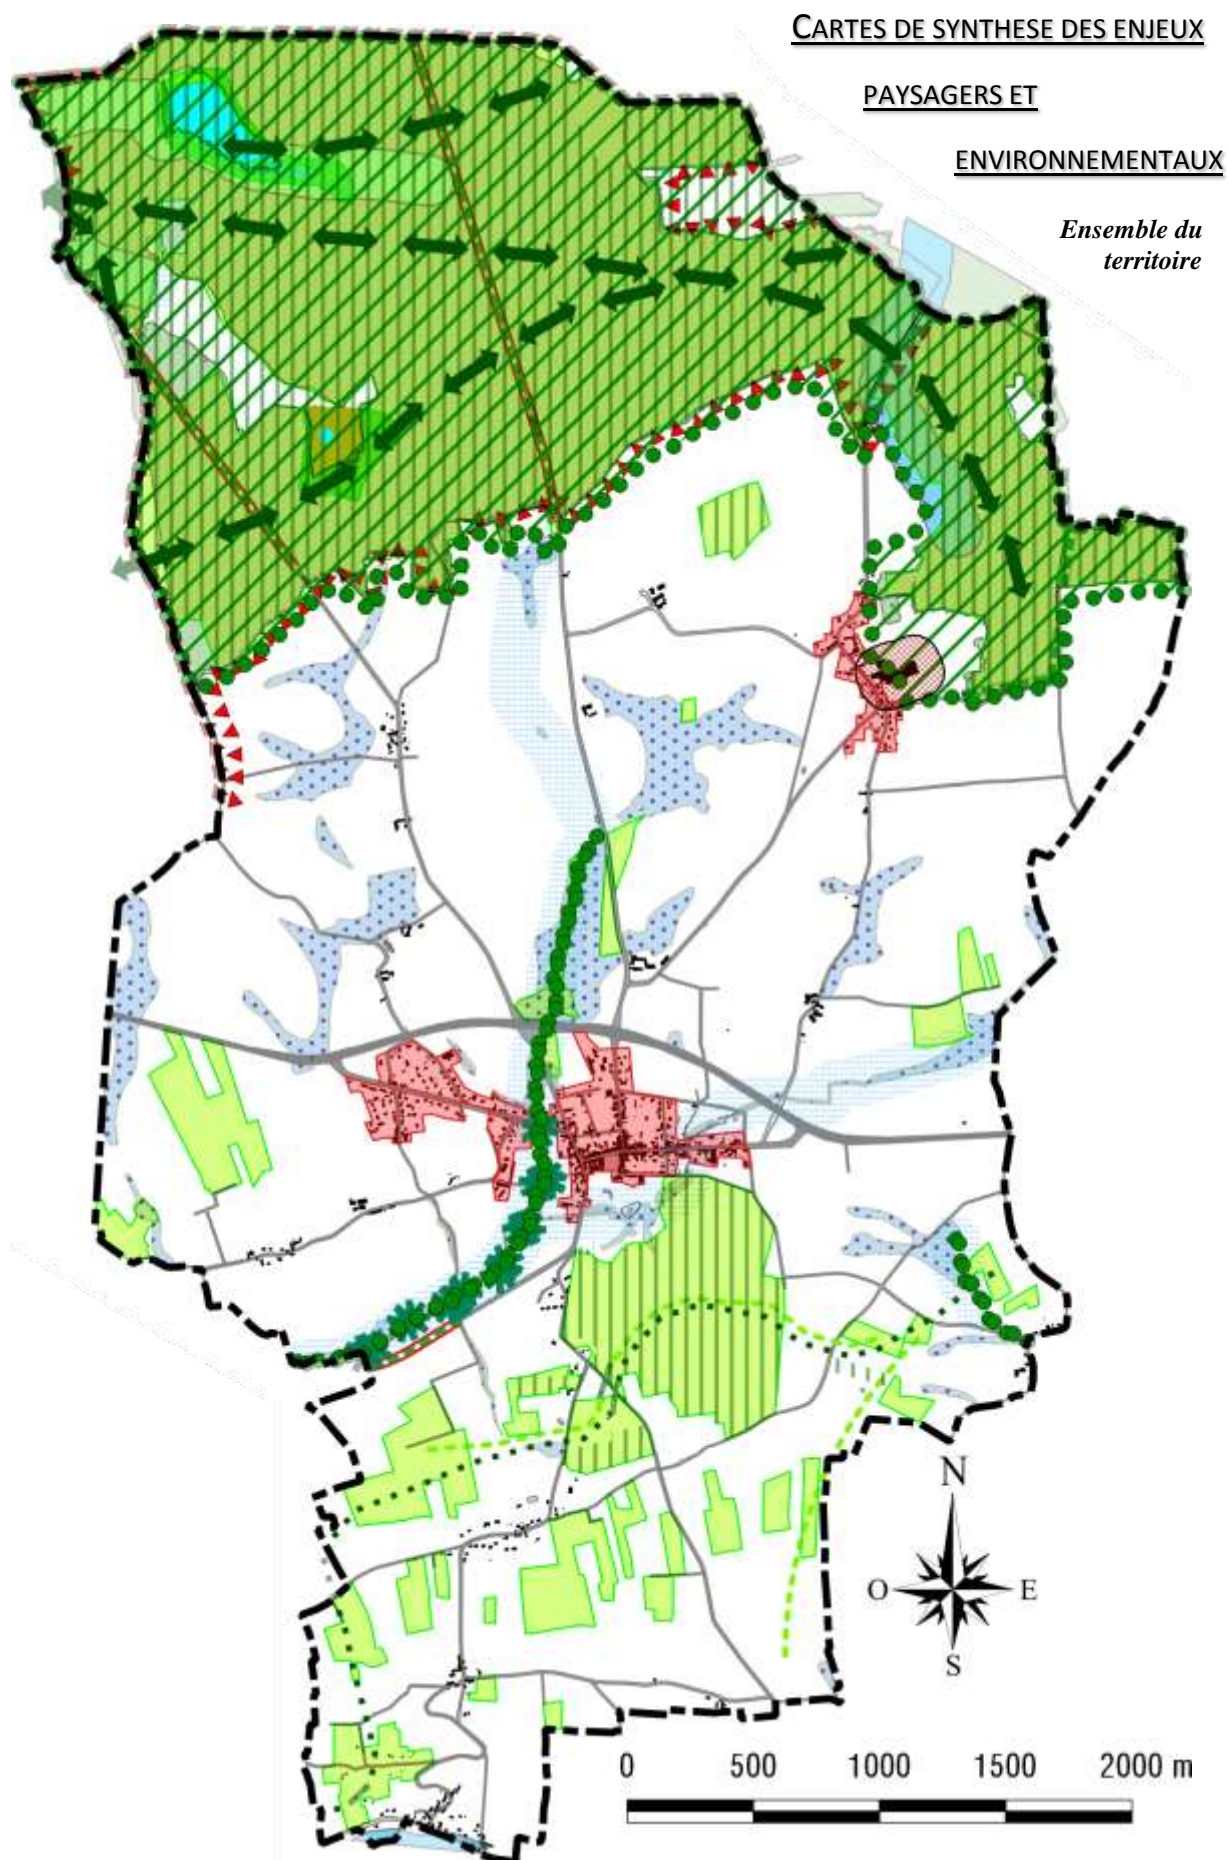 CARTES DE SYNTHESE DES ENJEUX
PAYSAGERS ET
ENVIRONNEMENTAUX
Ensemble du
territoire
N
O E
S
0 500 1000 1500 2000 m